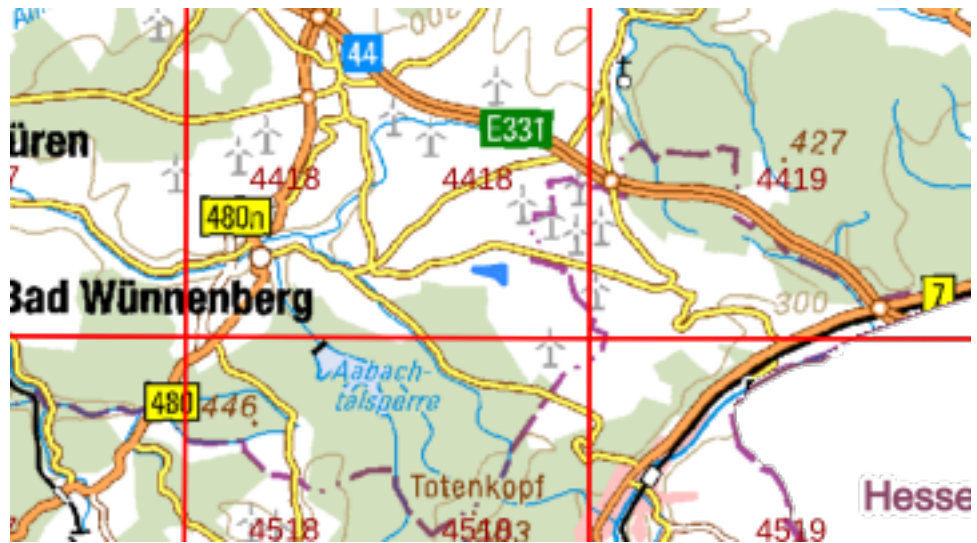 44
E331
üren
427
7
4418
4418
4419
480n
Bad Wünnenberg
300
7
Aabach-
talsperre
480
446
Totenkopf
Hesse
4518
4518
4519